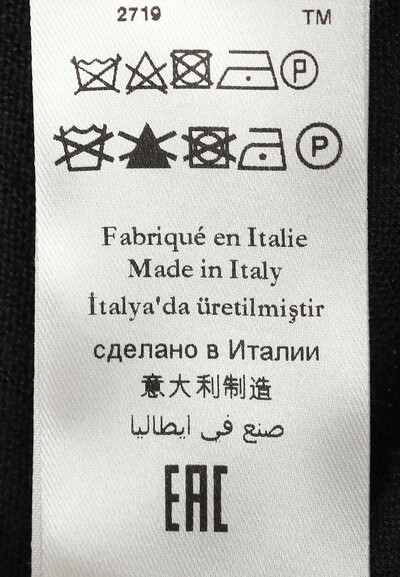 2719 TM
P
P
Fabriqué en Italie
Made in Italy
İtalya'da üretilmiştir
сделано в Италии
意大利制造
صنع في ايطاليا
EAC